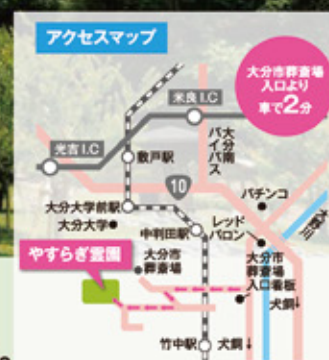 アクセスマップ
大分市葬斎場
入口より
車で2分
米良I.C
光吉I.C
敷戸駅
大分南
バイパス
10
大分大学前駅
大分大学
パチンコ
中判田駅
レッド
バロン
大野川
やすらぎ霊園
大分市
葬斎場
大分市
葬斎場
入口看板
犬飼↓
竹中駅
犬飼↓